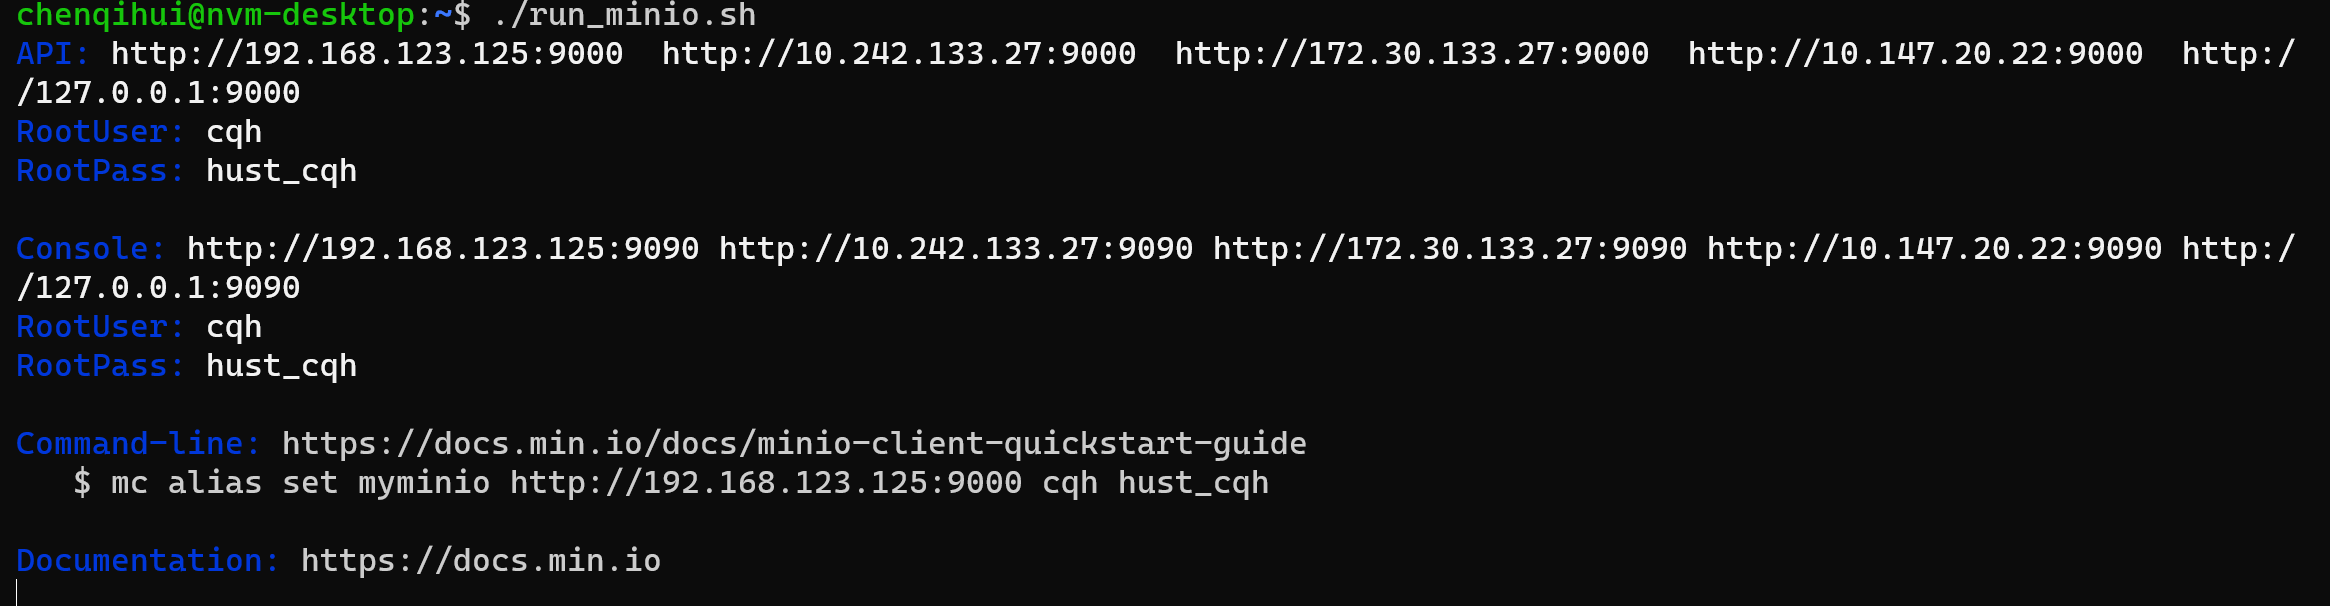 chenqihui@nvm-desktop:~$ ./run_minio.sh
API: http://192.168.123.125:9000  http://10.242.133.27:9000  http://172.30.133.27:9000  http://10.147.20.22:9000  http:/
/127.0.0.1:9000
RootUser: cqh
RootPass: hust_cqh
Console: http://192.168.123.125:9090 http://10.242.133.27:9090 http://172.30.133.27:9090 http://10.147.20.22:9090 http:/
/127.0.0.1:9090
RootUser: cqh
RootPass: hust_cqh
Command-line: https://docs.min.io/docs/minio-client-quickstart-guide
   $ mc alias set myminio http://192.168.123.125:9000 cqh hust_cqh
Documentation: https://docs.min.io